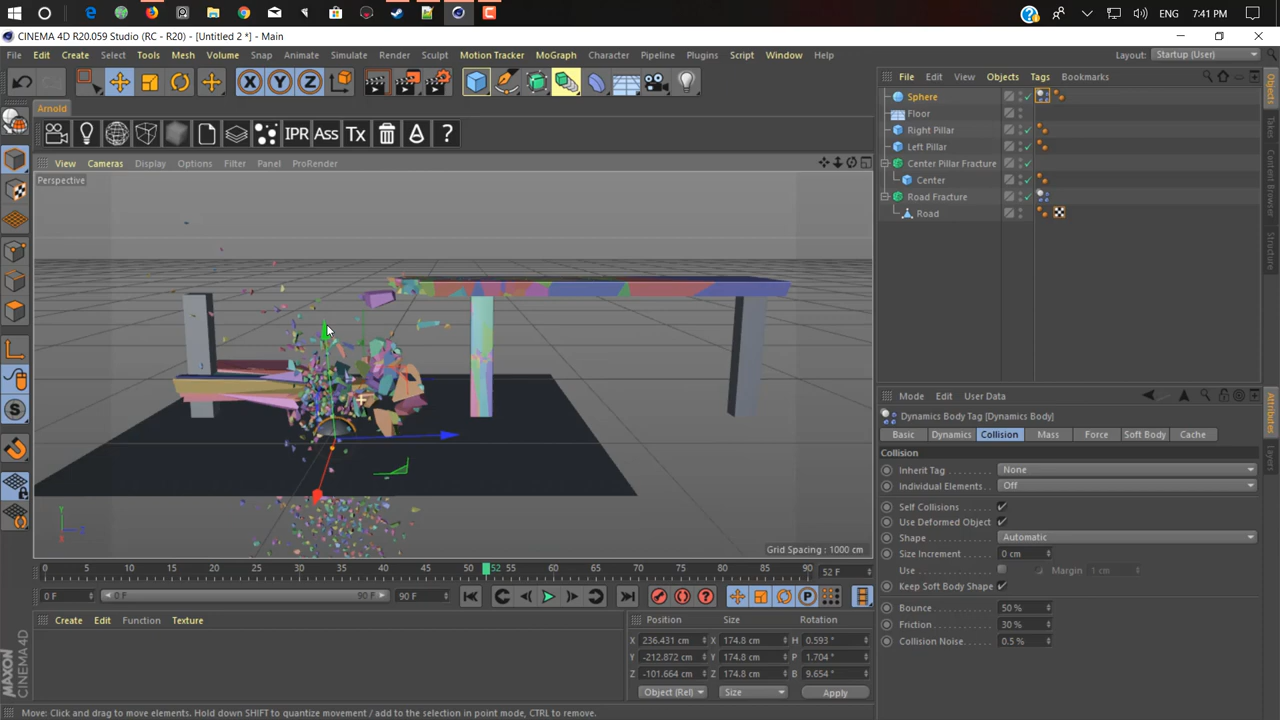 ENG 7:41 PM
CINEMA 4D R20.059 Studio (RC - R20) - [Untitled 2 *] - Main
File Edit Create Select Tools Mesh Volume Snap Animate Simulate Render Sculpt Motion Tracker MoGraph Character Pipeline Plugins Script Window Help Layout: Startup (User)
X Y Z File Edit View Objects Tags Bookmarks
Arnold
IPR Ass Tx ?
View Cameras Display Options Filter Panel ProRender
Perspective
Sphere
Floor
Right Pillar
Left Pillar
Center Pillar Fracture
Center
Road Fracture
Road
Objects
Takes
Content Browser
Structure
Mode Edit User Data
Dynamics Body Tag [Dynamics Body]
Basic Dynamics Collision Mass Force Soft Body Cache
Attributes
Layers
Collision
Inherit Tag None
Individual Elements Off
Self Collisions
Use Deformed Object
Shape Automatic
Size Increment 0 cm
Use Margin 1 cm
Keep Soft Body Shape
Bounce 50 %
Friction 30 %
Collision Noise 0.5 %
Y
Grid Spacing : 1000 cm
0 5 10 15 20 25 30 35 40 45 50 52 55 60 65 70 75 80 85 90 52 F
0 F 0 F 90 F 90 F
Create Edit Function Texture
Position Size Rotation
X 236.431 cm X 174.8 cm H 0.593 °
Y -212.872 cm Y 174.8 cm P 1.704 °
Z -101.664 cm Z 174.8 cm B 9.654 °
Object (Rel) Size Apply
MAXON CINEMA 4D
Move: Click and drag to move elements. Hold down SHIFT to quantize movement / add to the selection in point mode, CTRL to remove.